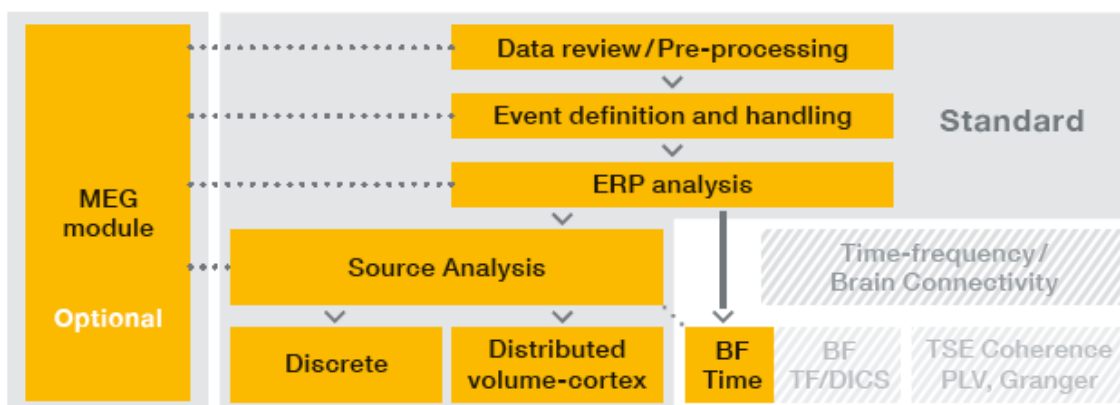 Data review/Pre-processing
Event definition and handling
Standard
ERP analysis
MEG
module
Optional
Source Analysis
Time-frequency/
Brain Connectivity
Discrete
Distributed
volume-cortex
BF
Time
BF
TF/DICS
TSE Coherence
PLV, Granger